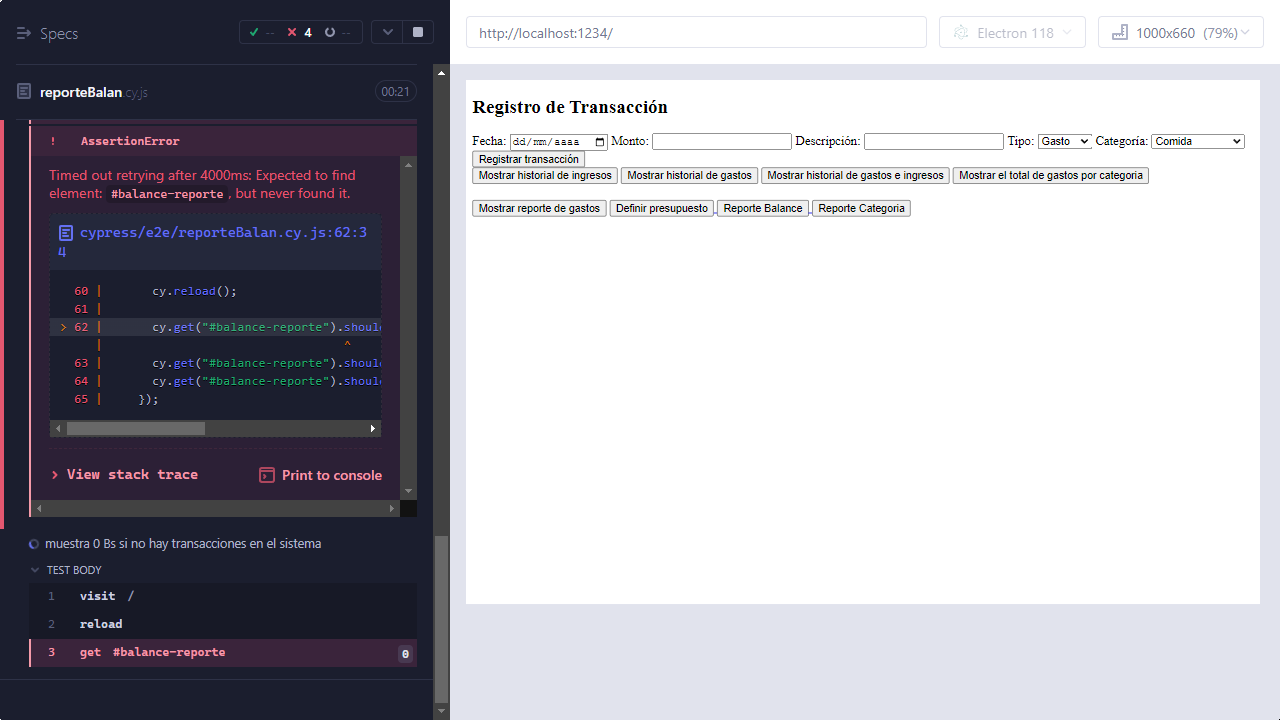 Specs
-- 4 --
reporteBalan.cy.js
00:21
! AssertionError
Timed out retrying after 4000ms: Expected to find
element: #balance-reporte, but never found it.
cypress/e2e/reporteBalan.cy.js:62:3
4
60 | cy.reload();
61 |
> 62 | cy.get("#balance-reporte").should
| ^
63 | cy.get("#balance-reporte").should
64 | cy.get("#balance-reporte").should
65 | });
> View stack trace
Print to console
muestra 0 Bs si no hay transacciones en el sistema
TEST BODY
1 visit /
2 reload
3 get #balance-reporte 0
http://localhost:1234/
Electron 118
1000x660 (79%)
Registro de Transacción
Fecha: dd/mm/aaaa Monto: Descripción: Tipo: Gasto Categoría: Comida
Registrar transacción
Mostrar historial de ingresos Mostrar historial de gastos Mostrar historial de gastos e ingresos Mostrar el total de gastos por categoria
Mostrar reporte de gastos Definir presupuesto Reporte Balance Reporte Categoria